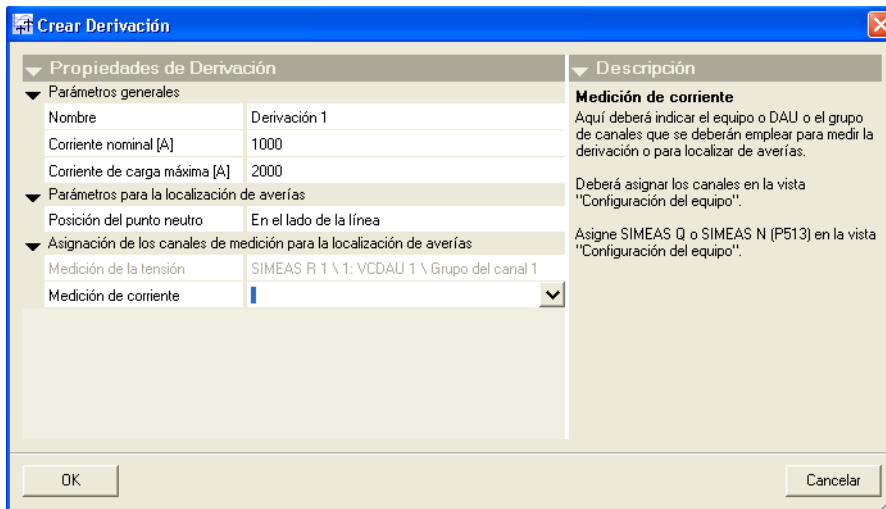 Crear Derivación
Propiedades de Derivación
Parámetros generales
Nombre Derivación 1
Corriente nominal [A] 1000
Corriente de carga máxima [A] 2000
Parámetros para la localización de averías
Posición del punto neutro En el lado de la línea
Asignación de los canales de medición para la localización de averías
Medición de la tensión SIMEAS R 1 \ 1: VCDAU 1 \ Grupo del canal 1
Medición de corriente
Descripción
Medición de corriente
Aquí deberá indicar el equipo o DAU o el grupo
de canales que se deberán emplear para medir la
derivación o para localizar de averías.
Deberá asignar los canales en la vista
"Configuración del equipo".
Asigne SIMEAS Q o SIMEAS N (P513) en la vista
"Configuración del equipo".
OK
Cancelar